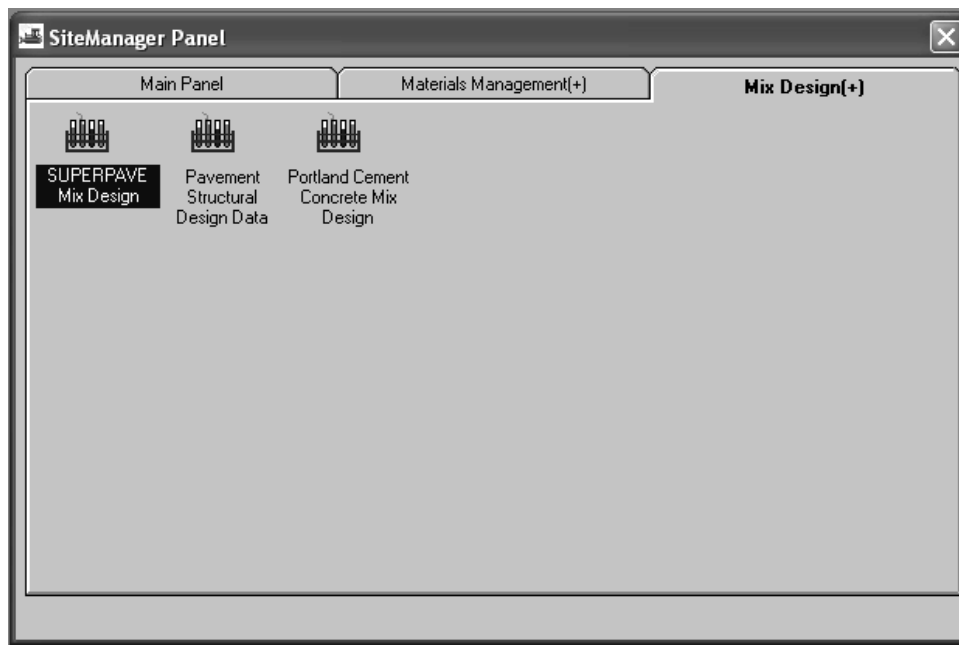 SiteManager Panel
Main Panel
Materials Management(+)
Mix Design(+)
SUPERPAVE
Mix Design
Pavement
Structural
Design Data
Portland Cement
Concrete Mix
Design